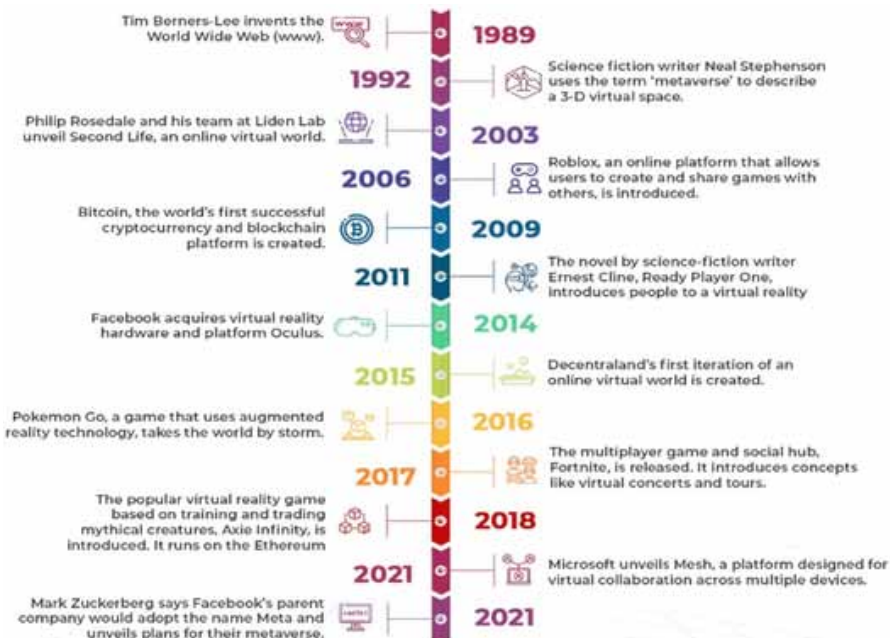 Tim Berners-Lee invents the
World Wide Web (www).
1989
1992
Science fiction writer Neal Stephenson
uses the term ‘metaverse’ to describe
a 3-D virtual space.
Philip Rosedale and his team at Liden Lab
unveil Second Life, an online virtual world.
2003
2006
Roblox, an online platform that allows
users to create and share games with
others, is introduced.
Bitcoin, the world's first successful
cryptocurrency and blockchain
platform is created.
2009
2011
The novel by science-fiction writer
Ernest Cline, Ready Player One,
introduces people to a virtual reality
Facebook acquires virtual reality
hardware and platform Oculus.
2014
2015
Decentraland's first iteration of an
online virtual world is created.
Pokemon Go, a game that uses augmented
reality technology, takes the world by storm.
2016
2017
The multiplayer game and social hub,
Fortnite, is released. It introduces concepts
like virtual concerts and tours.
The popular virtual reality game
based on training and trading
mythical creatures, Axie Infinity, is
introduced. It runs on the Ethereum
2018
2021
Microsoft unveils Mesh, a platform designed for
virtual collaboration across multiple devices.
Mark Zuckerberg says Facebook's parent
company would adopt the name Meta and
unveils plans for their metaverse.
2021